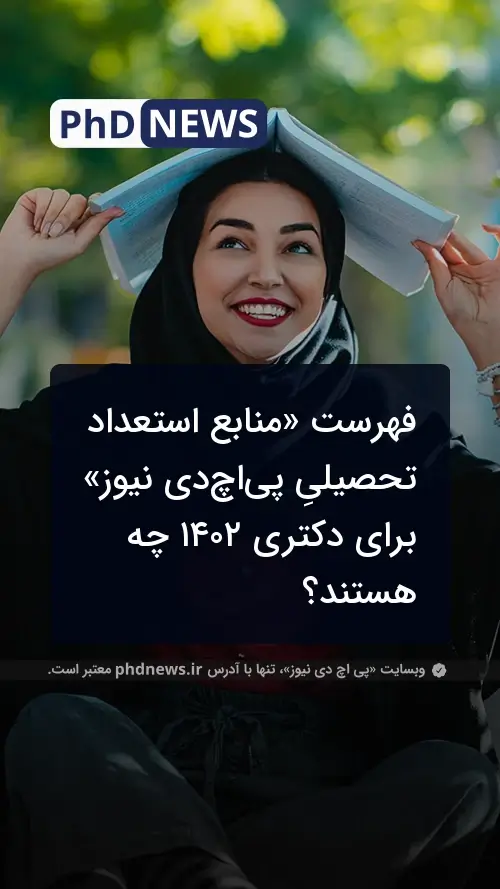 PhD NEWS
فهرست «منابع استعداد
تحصیلیِ پی‌اچ‌دی نیوز»
برای دکتری ۱۴۰۲ چه
هستند؟
وبسایت «پی اچ دی نیوز»، تنها با آدرس phdnews.ir معتبر است.